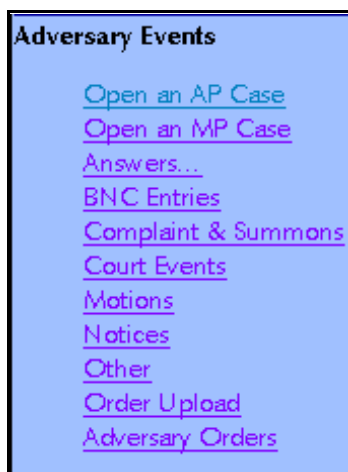 Adversary Events
Open an AP Case
Open an MP Case
Answers...
BNC Entries
Complaint & Summons
Court Events
Motions
Notices
Other
Order Upload
Adversary Orders